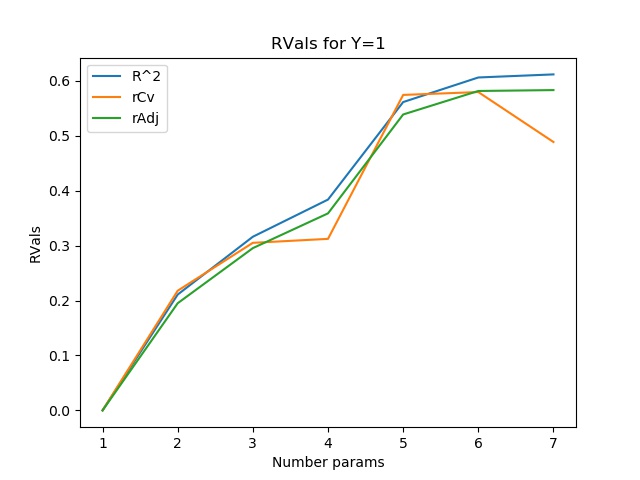 RVals for Y=1
R^2
rCv
rAdj
0.6
0.5
0.4
0.3
0.2
0.1
0.0
RVals
1 2 3 4 5 6 7
Number params